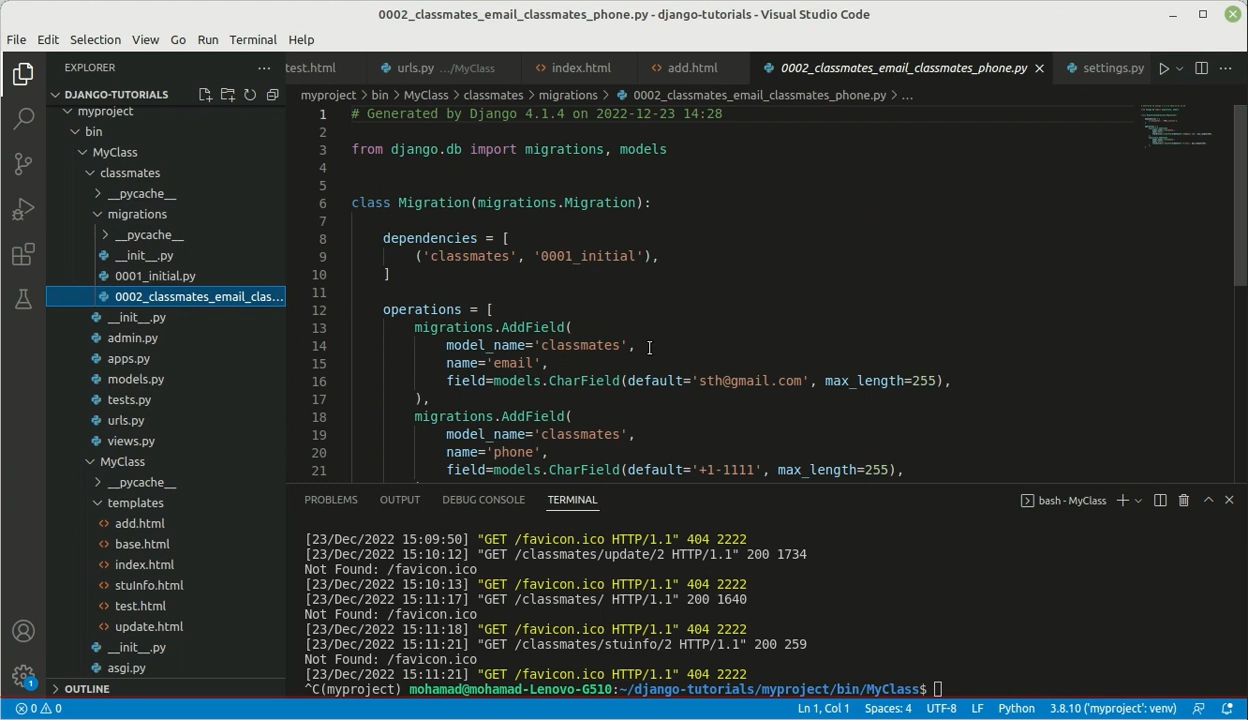 0002_classmates_email_classmates_phone.py - django-tutorials - Visual Studio Code
File Edit Selection View Go Run Terminal Help
EXPLORER
DJANGO-TUTORIALS
myproject
bin
MyClass
classmates
__pycache__
migrations
__pycache__
__init__.py
0001_initial.py
0002_classmates_email_clas...
__init__.py
admin.py
apps.py
models.py
tests.py
urls.py
views.py
MyClass
__pycache__
templates
add.html
base.html
index.html
stuInfo.html
test.html
update.html
__init__.py
asgi.py
OUTLINE
test.html urls.py .../MyClass index.html add.html 0002_classmates_email_classmates_phone.py settings.py
myproject > bin > MyClass > classmates > migrations > 0002_classmates_email_classmates_phone.py > ...
1 # Generated by Django 4.1.4 on 2022-12-23 14:28
2
3 from django.db import migrations, models
4
5
6 class Migration(migrations.Migration):
7
8 dependencies = [
9 ('classmates', '0001_initial'),
10 ]
11
12 operations = [
13 migrations.AddField(
14 model_name='classmates',
15 name='email',
16 field=models.CharField(default='sth@gmail.com', max_length=255),
17 ),
18 migrations.AddField(
19 model_name='classmates',
20 name='phone',
21 field=models.CharField(default='+1-1111', max_length=255),
PROBLEMS OUTPUT DEBUG CONSOLE TERMINAL bash - MyClass
[23/Dec/2022 15:09:50] "GET /favicon.ico HTTP/1.1" 404 2222
[23/Dec/2022 15:10:12] "GET /classmates/update/2 HTTP/1.1" 200 1734
Not Found: /favicon.ico
[23/Dec/2022 15:10:13] "GET /favicon.ico HTTP/1.1" 404 2222
[23/Dec/2022 15:11:17] "GET /classmates/ HTTP/1.1" 200 1640
Not Found: /favicon.ico
[23/Dec/2022 15:11:18] "GET /favicon.ico HTTP/1.1" 404 2222
[23/Dec/2022 15:11:21] "GET /classmates/stuinfo/2 HTTP/1.1" 200 259
Not Found: /favicon.ico
[23/Dec/2022 15:11:21] "GET /favicon.ico HTTP/1.1" 404 2222
^C(myproject) mohamad@mohamad-Lenovo-G510:~/django-tutorials/myproject/bin/MyClass$
1
0 0 Ln 1, Col 1 Spaces: 4 UTF-8 LF Python 3.8.10 ('myproject': venv)